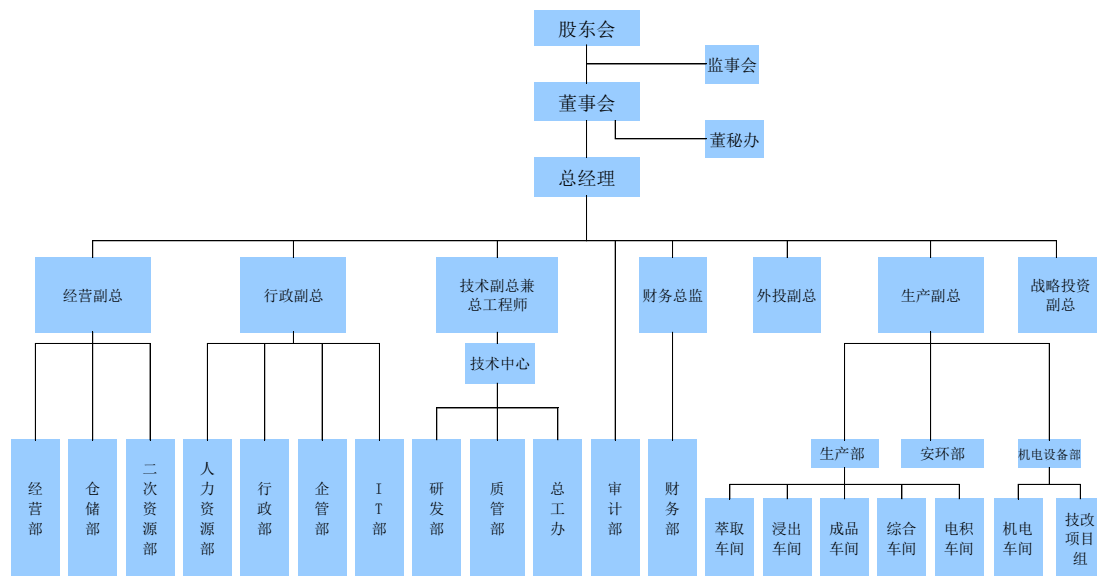 股东会
监事会
董事会
董秘办
总经理
经营副总
行政副总
技术副总兼
总工程师
财务总监
外投副总
生产副总
战略投资
副总
技术中心
生产部
安环部
机电设备部
经营部
仓储部
二次资源部
人力资源部
行政部
企管部
IT部
研发部
质管部
总工办
审计部
财务部
萃取
车间
浸出
车间
成品
车间
综合
车间
电积
车间
机电
车间
技改
项目
组